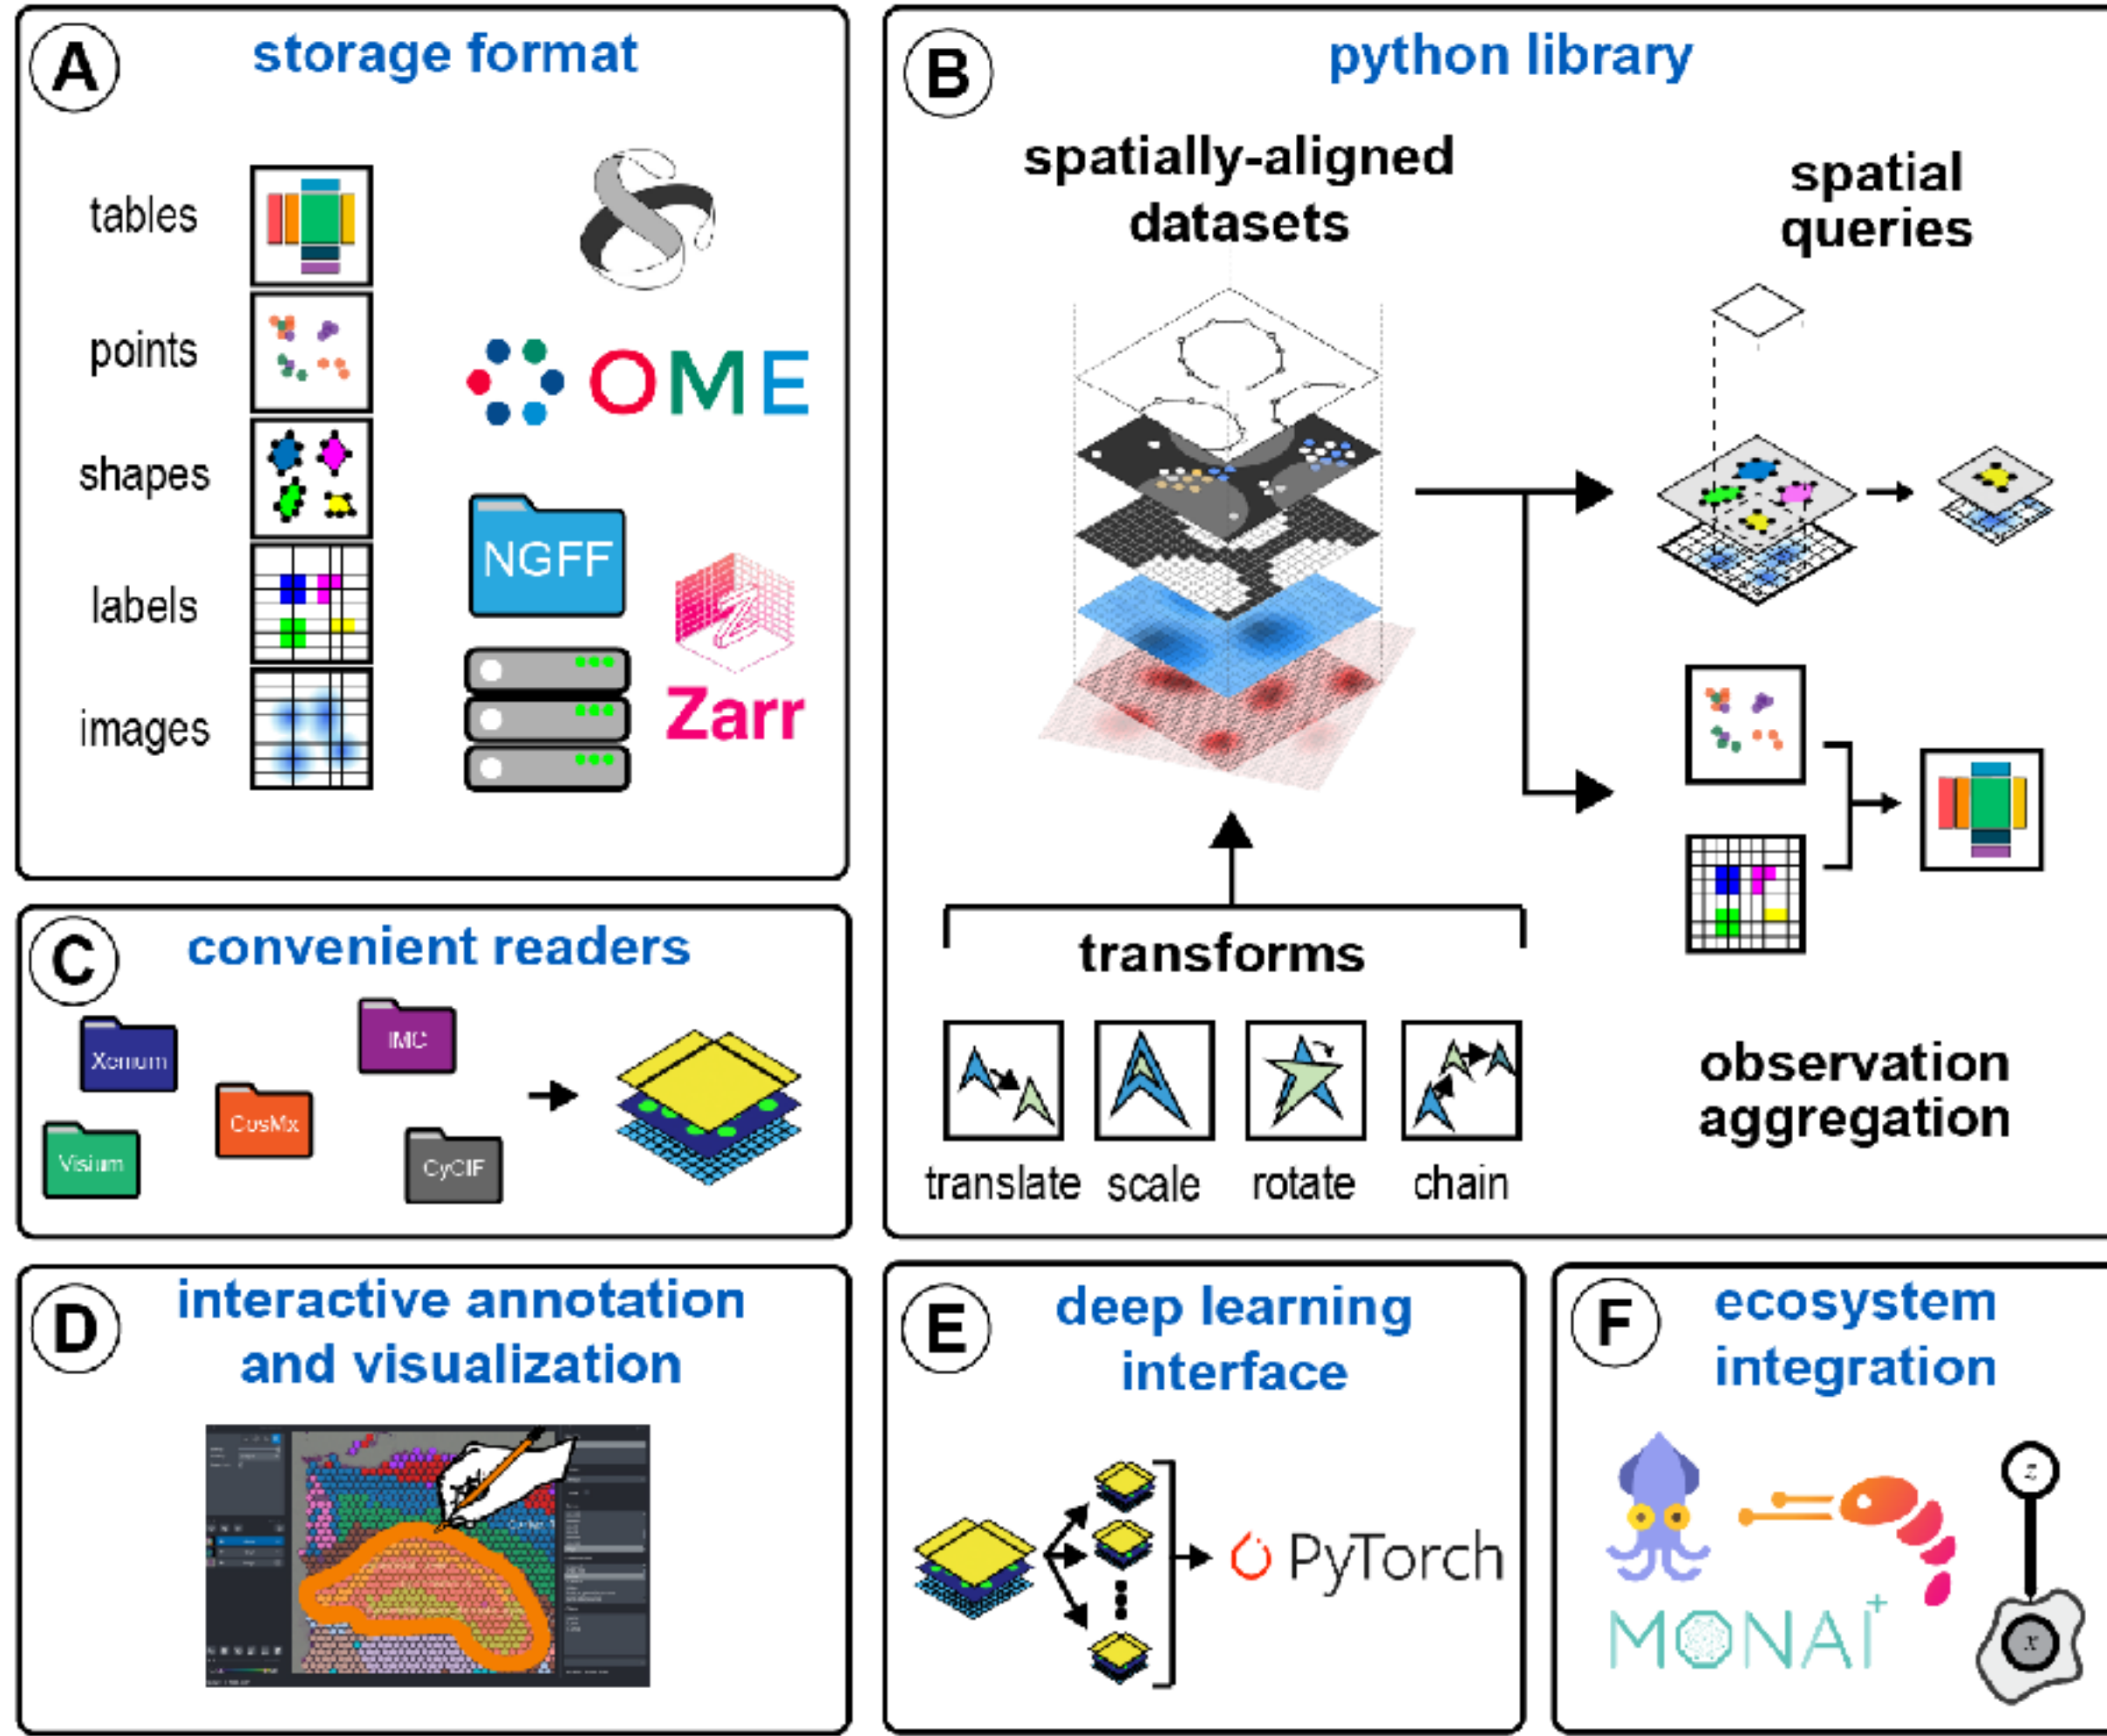 A
storage format
tables
points
shapes
labels
images
OME
NGFF
Zarr
B
python library
spatially-aligned
datasets
spatial
queries
transforms
translate
scale
rotate
chain
observation
aggregation
C
convenient readers
Xenium
IMC
CosMx
Visium
CyCIF
D
interactive annotation
and visualization
E
deep learning
interface
PyTorch
F
ecosystem
integration
MONAI+
z
x